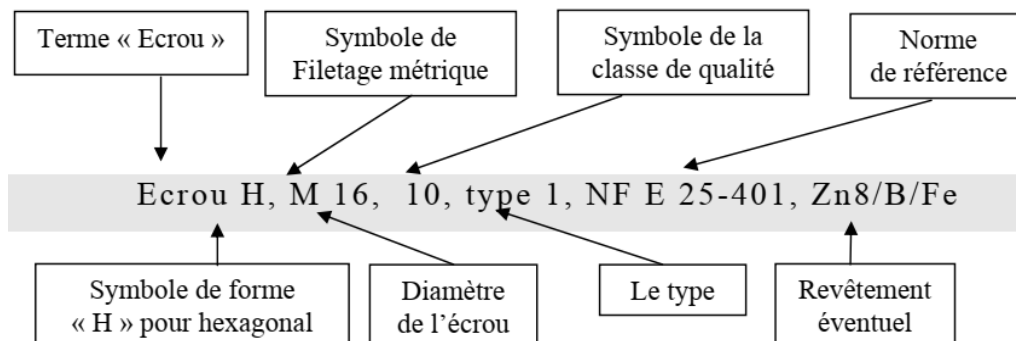 Terme « Ecrou »
Symbole de
Filetage métrique
Symbole de la
classe de qualité
Norme
de référence
Ecrou H, M 16, 10, type 1, NF E 25-401, Zn8/B/Fe
Symbole de forme
« H » pour hexagonal
Diamètre
de l’écrou
Le type
Revêtement
éventuel